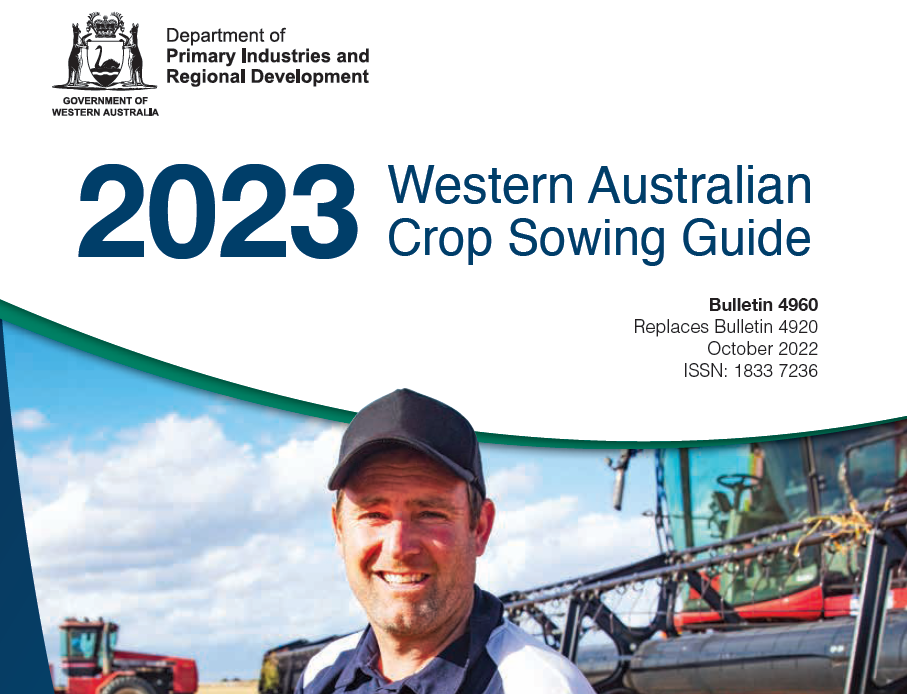 Department of
Primary Industries and
Regional Development
GOVERNMENT OF
WESTERN AUSTRALIA
2023 Western Australian
Crop Sowing Guide
Bulletin 4960
Replaces Bulletin 4920
October 2022
ISSN: 1833 7236